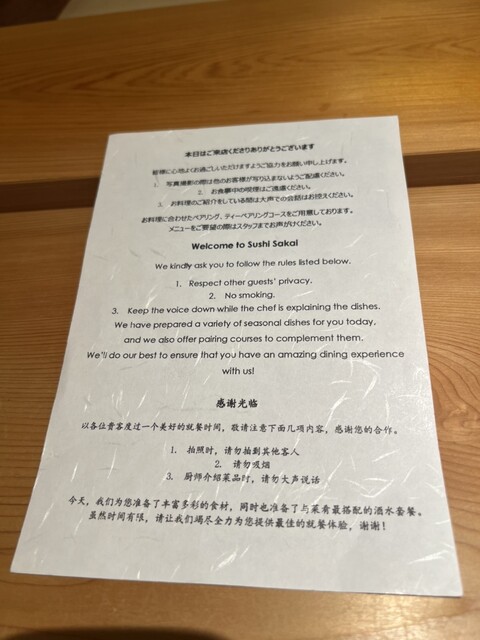 本日はご来店くださりありがとうございます
皆様に心地よくお過ごしいただけますようご協力をお願い申し上げます。
1. 写真撮影の際は他のお客様が写り込まないようご配慮ください。
2. お食事中の喫煙はご遠慮ください。
3. お料理のご紹介をしている間は大声での会話はお控えください。
お料理に合わせたペアリング、ティーペアリングコースをご用意しております。
メニューをご要望の際はスタッフまでお声がけください。
Welcome to Sushi Sakai
We kindly ask you to follow the rules listed below.
1. Respect other guests' privacy.
2. No smoking.
3. Keep the voice down while the chef is explaining the dishes.
We have prepared a variety of seasonal dishes for you today,
and we also offer pairing courses to complement them.
We'll do our best to ensure that you have an amazing dining experience
with us!
感谢光临
以各位贵客度过一个美好的就餐时间，敬请注意下面几项内容，感谢您的合作。
1. 拍照时，请勿拍到其他客人
2. 请勿吸烟
3. 厨师介绍菜品时，请勿大声说话
今天，我们为您准备了丰富多彩的食材，同时也准备了与菜肴最搭配的酒水套餐。
虽然时间有限，请让我们竭尽全力为您提供最佳的就餐体验，谢谢！